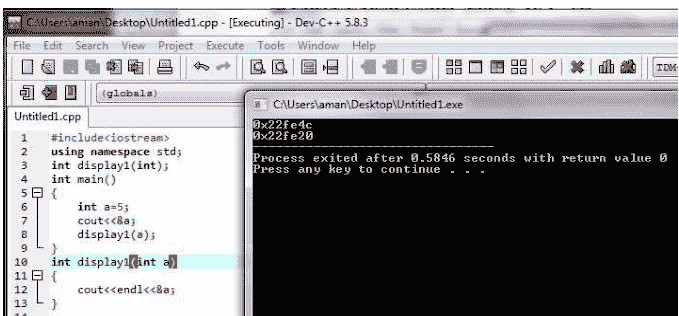 C:\Users\aman\Desktop\Untitled1.cpp - [Executing] - Dev-C++ 5.8.3
File Edit Search View Project Execute Tools Window Help
TDM-
(globals)
Untitled1.cpp
1 #include<iostream>
2 using namespace std;
3 int display1(int);
4 int main()
5 {
6 int a=5;
7 cout<<&a;
8 display1(a);
9 }
10 int display1(int a)
11 {
12 cout<<endl<<&a;
13 }
C:\Users\aman\Desktop\Untitled1.exe
0x22fe4c
0x22fe20
--------------------------------
Process exited after 0.5846 seconds with return value 0
Press any key to continue . . .